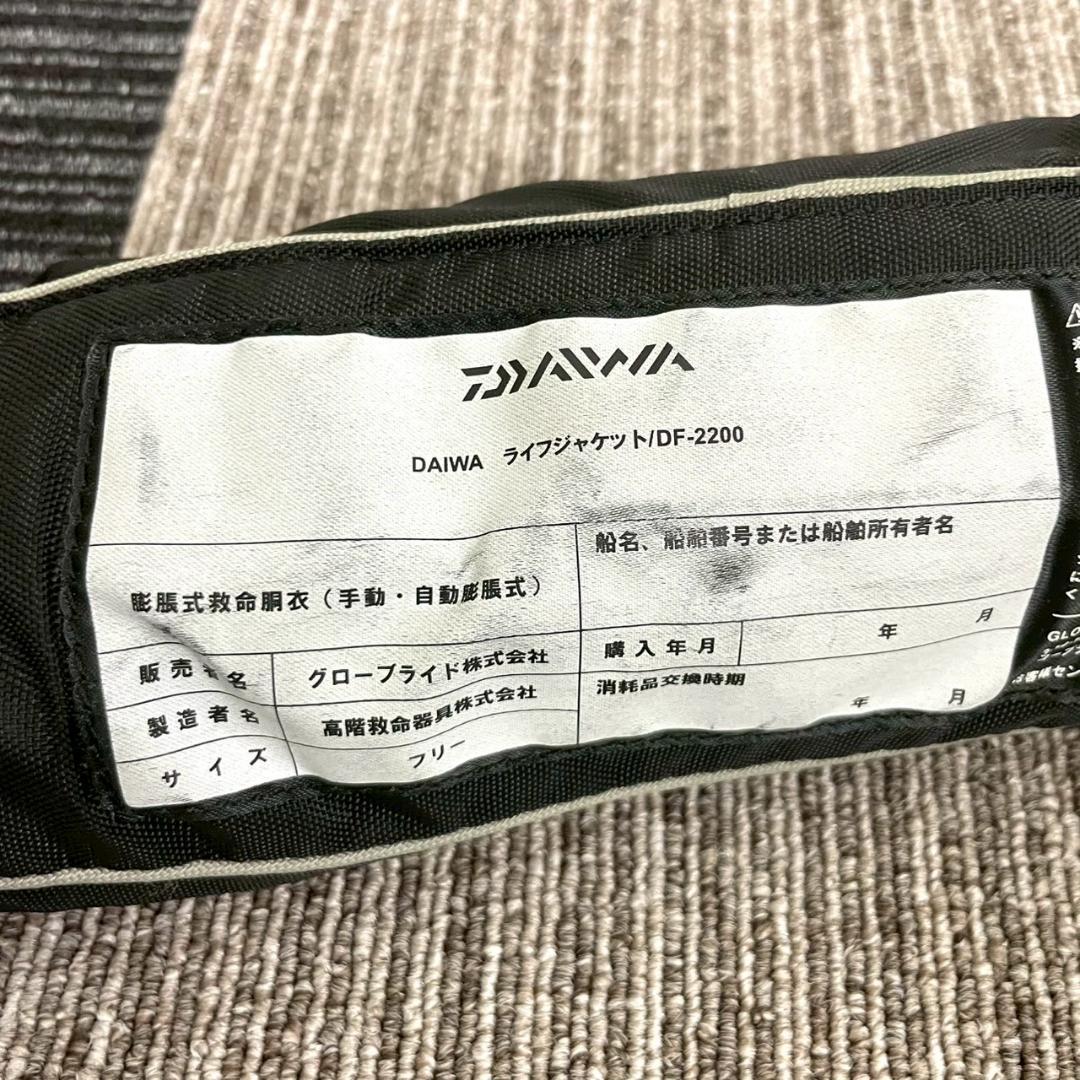 DAIWA
DAIWA ライフジャケット/DF-2200
膨脹式救命胴衣（手動・自動膨脹式）
船名、船舶番号または船舶所有者名
販売者名 グローブライド株式会社
製造者名 高階救命器具株式会社
サイズ フリー
購入年月 年 月
消耗品交換時期
年 月
GLO